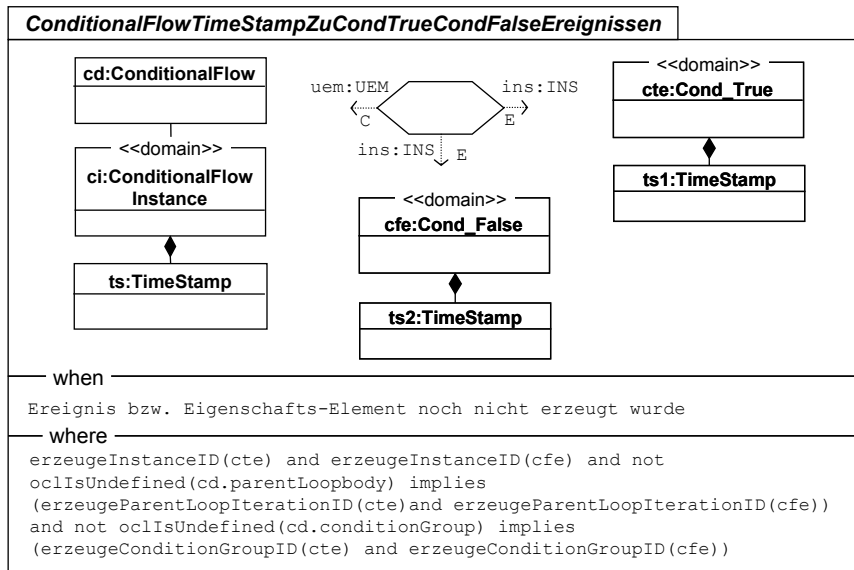 ConditionalFlowTimeStampZuCondTrueCondFalseEreignissen
cd:ConditionalFlow
<<domain>>
ci:ConditionalFlow
Instance
ts:TimeStamp
uem:UEM
ins:INS
C
E
ins:INS
E
<<domain>>
cfe:Cond_False
ts2:TimeStamp
<<domain>>
cte:Cond_True
ts1:TimeStamp
when
Ereignis bzw. Eigenschafts-Element noch nicht erzeugt wurde
where
erzeugeInstanceID(cte) and erzeugeInstanceID(cfe) and not
oclIsUndefined(cd.parentLoopbody) implies
(erzeugeParentLoopIterationID(cte)and erzeugeParentLoopIterationID(cfe))
and not oclIsUndefined(cd.conditionGroup) implies
(erzeugeConditionGroupID(cte) and erzeugeConditionGroupID(cfe))